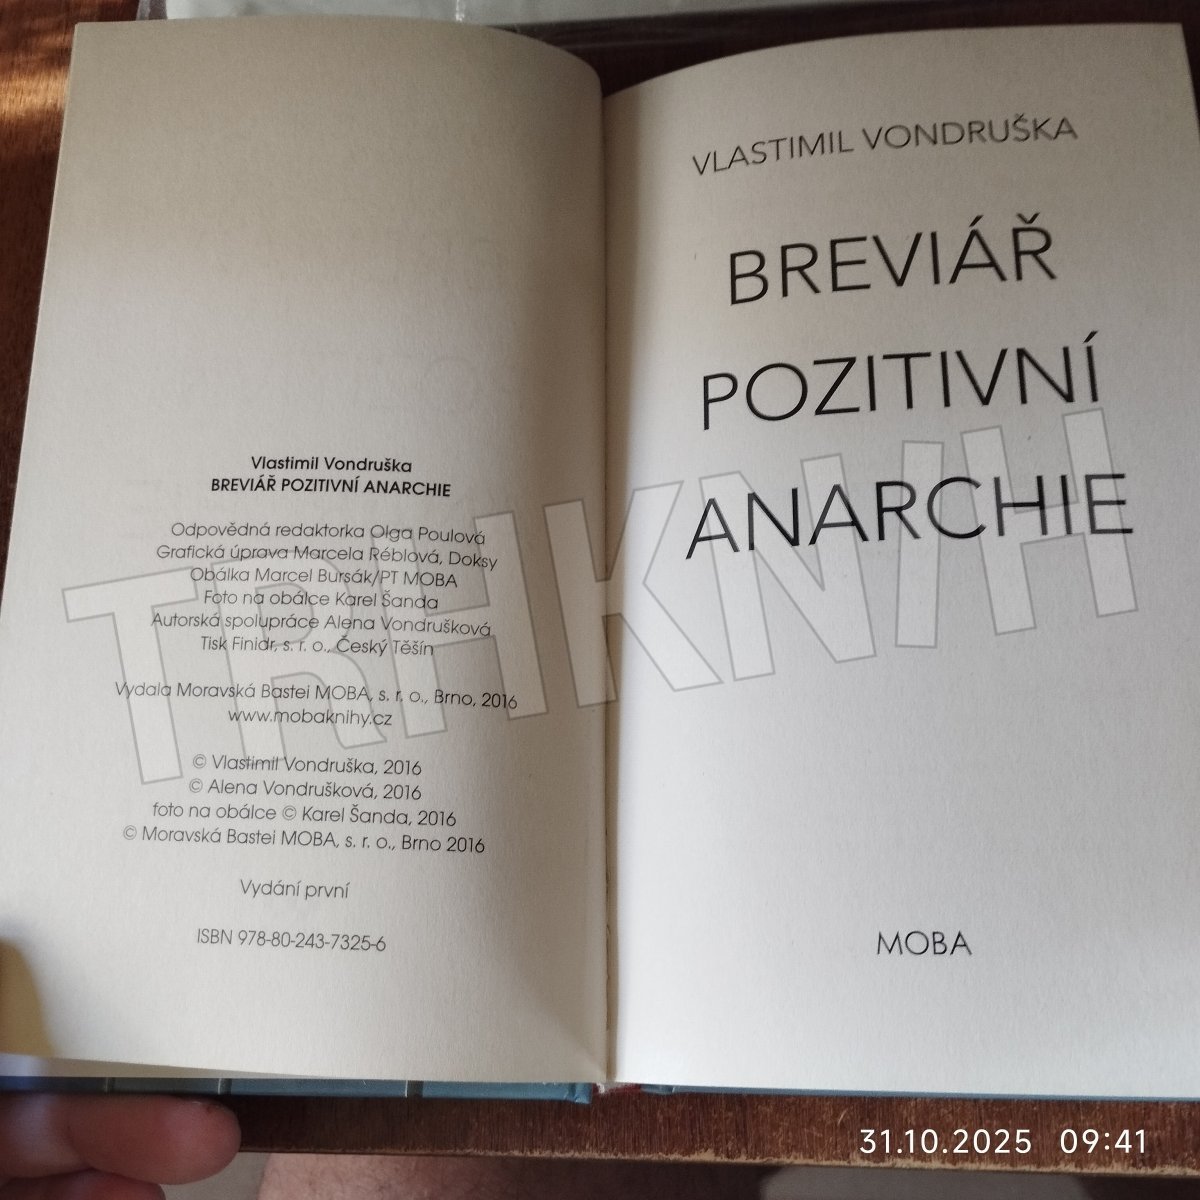 Vlastimil Vondruška
BREVIÁŘ POZITIVNÍ ANARCHIE
Odpovědná redaktorka Olga Poulová
Grafická úprava Marcela Réblová, Doksy
Obálka Marcel Bursák/PT MOBA
Foto na obálce Karel Šanda
Autorská spolupráce Alena Vondrušková
Tisk Finidr, s. r. o., Český Těšín
Vydala Moravská Bastei MOBA, s. r. o., Brno, 2016
www.mobaknihy.cz
© Vlastimil Vondruška, 2016
© Alena Vondrušková, 2016
foto na obálce © Karel Šanda, 2016
© Moravská Bastei MOBA, s. r. o., Brno 2016
Vydání první
ISBN 978-80-243-7325-6
VLASTIMIL VONDRUŠKA
BREVIÁŘ
POZITIVNÍ
ANARCHIE
MOBA
TRHKNIH
31.10.2025 09:41